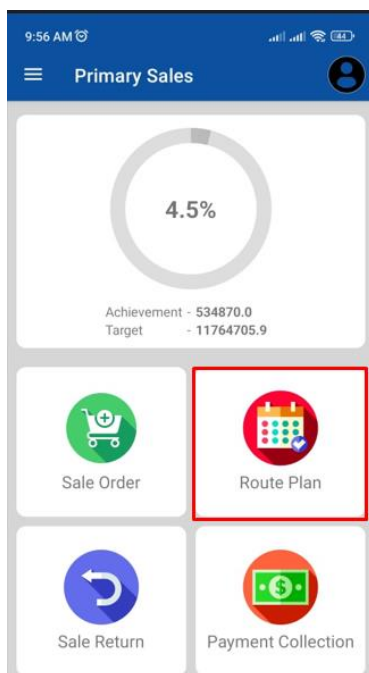 9:56 AM
44
Primary Sales
4.5%
Achievement - 534870.0
Target - 11764705.9
Sale Order
Route Plan
Sale Return
Payment Collection